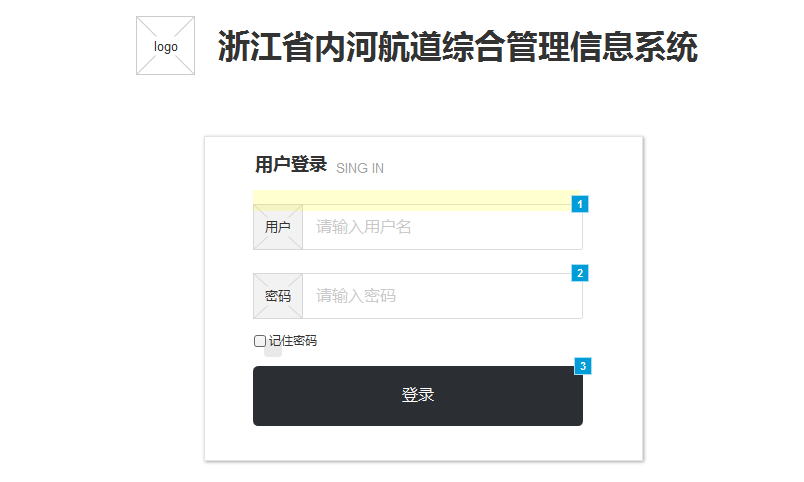 logo
浙江省内河航道综合管理信息系统
用户登录 SING IN
1
用户 请输入用户名
2
密码 请输入密码
记住密码
3
登录